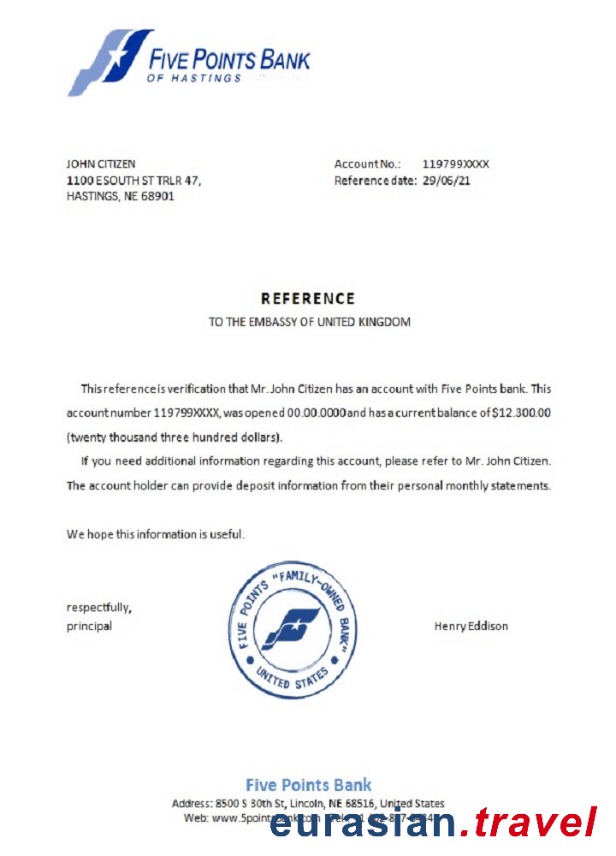 FIVE POINTS BANK
OF HASTINGS
JOHN CITIZEN
1100 ESOUTH ST TRLR 47,
HASTINGS, NE 68901
Account No.: 119799XXXX
Reference date: 29/06/21
REFERENCE
TO THE EMBASSY OF UNITED KINGDOM
This reference is verification that Mr. John Citizen has an account with Five Points bank. This
account number 119799XXXX, was opened 00.00.0000 and has a current balance of $12.300.00
(twenty thousand three hundred dollars).
If you need additional information regarding this account, please refer to Mr. John Citizen.
The account holder can provide deposit information from their personal monthly statements.
We hope this information is useful.
respectfully,
principal
FIVE POINTS "FAMILY-OWNED BANK"
UNITED STATES
Henry Eddison
Five Points Bank
Address: 8500 S 30th St, Lincoln, NE 68516, United States
Web:
eurasian.travel